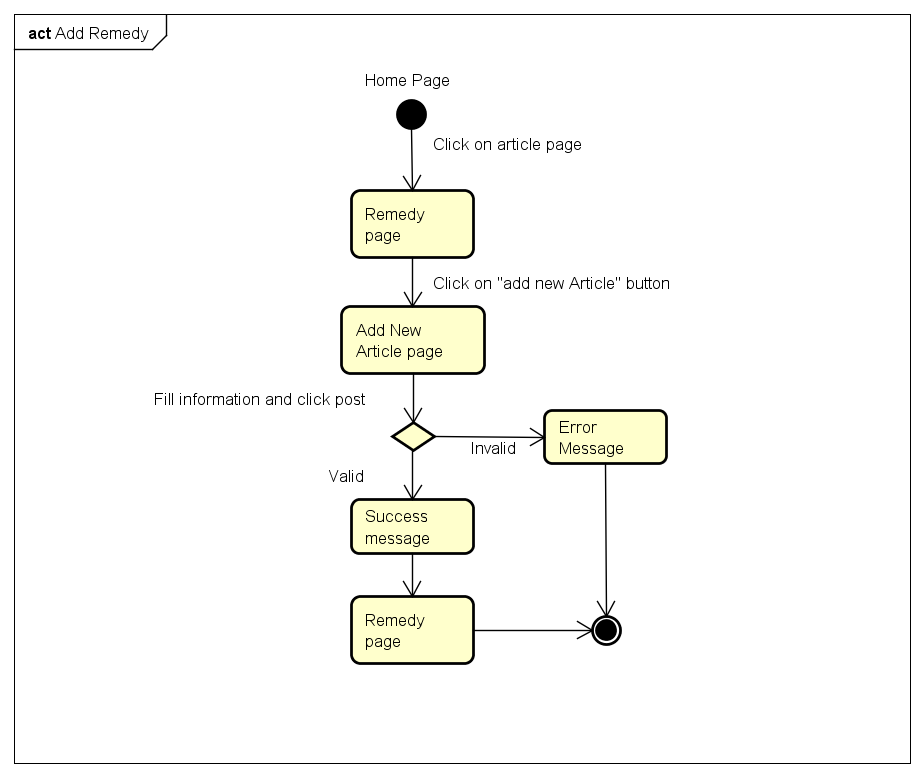 act Add Remedy
Home Page
Click on article page
Remedy
page
Click on "add new Article" button
Add New
Article page
Fill information and click post
Error
Message
Invalid
Valid
Success
message
Remedy
page